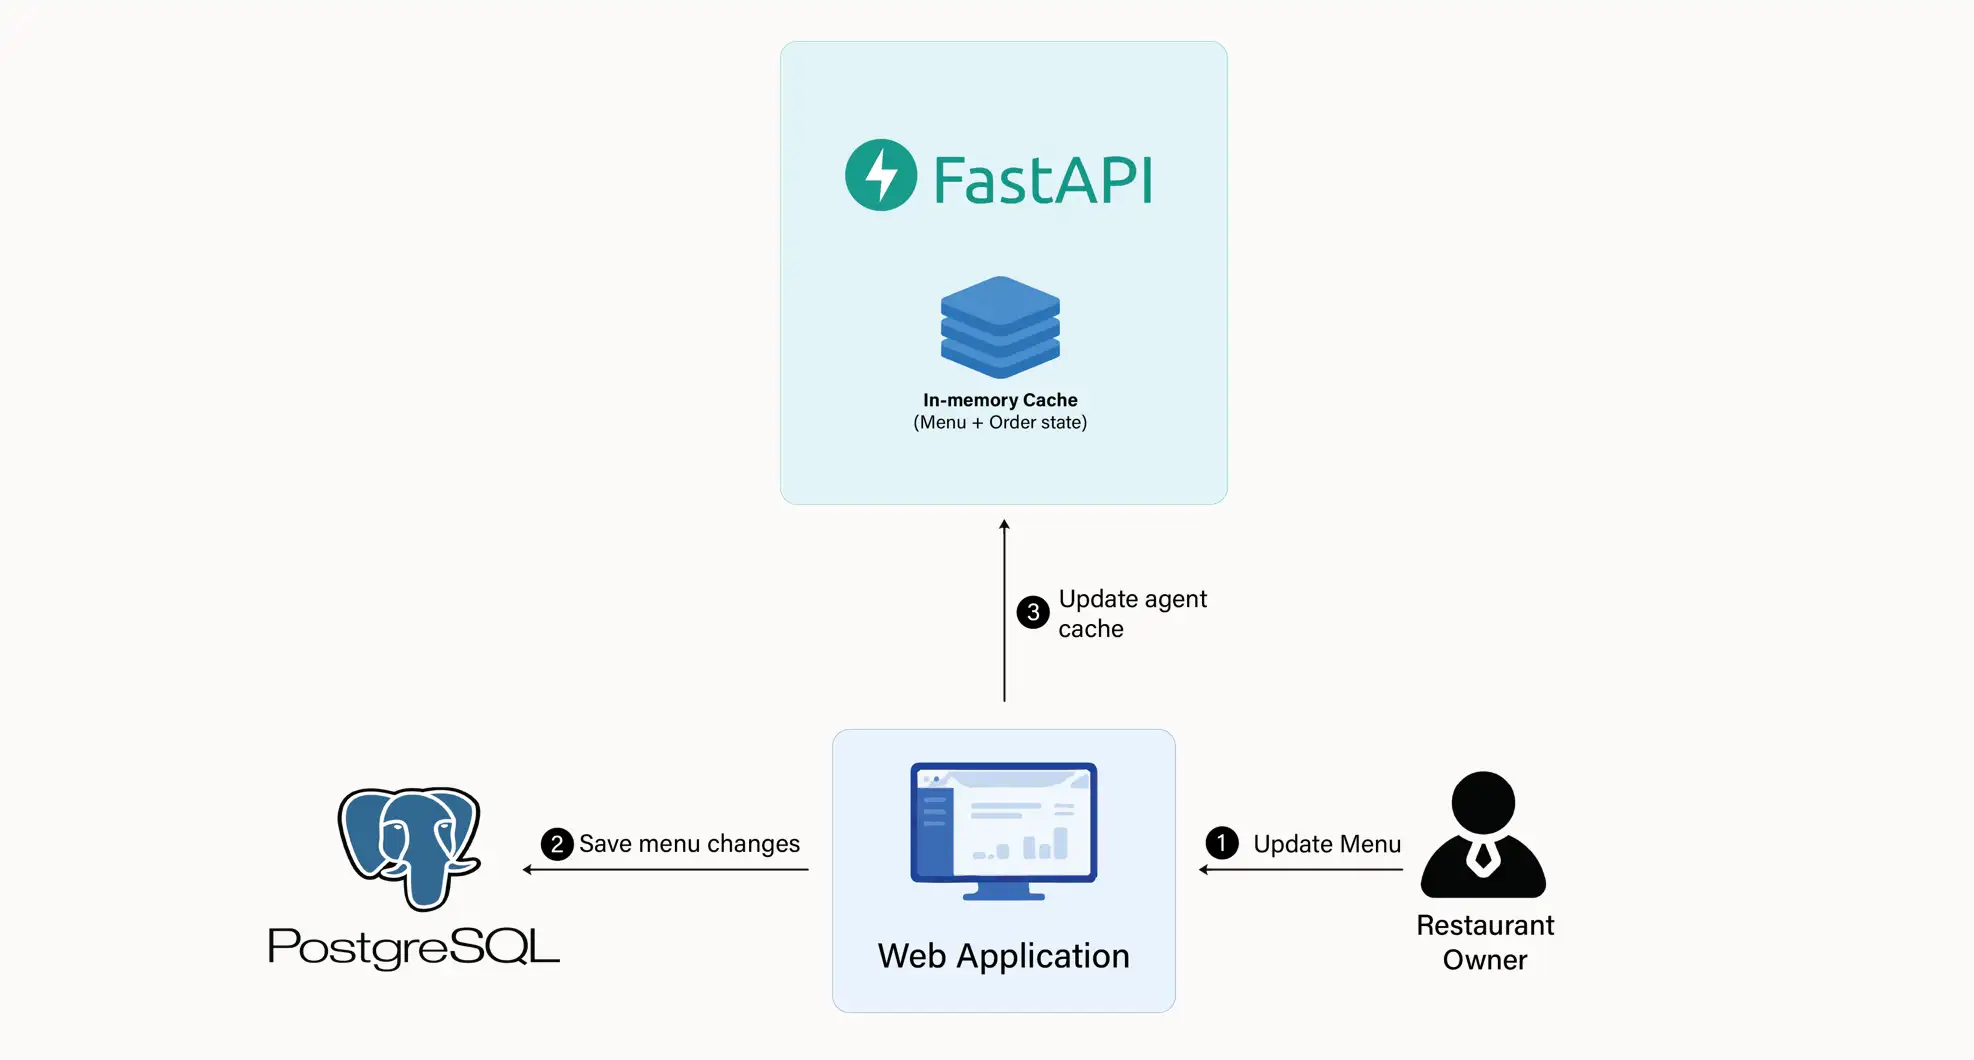 FastAPI
In-memory Cache
(Menu + Order state)
3 Update agent
cache
2 Save menu changes
1 Update Menu
PostgreSQL
Web Application
Restaurant
Owner